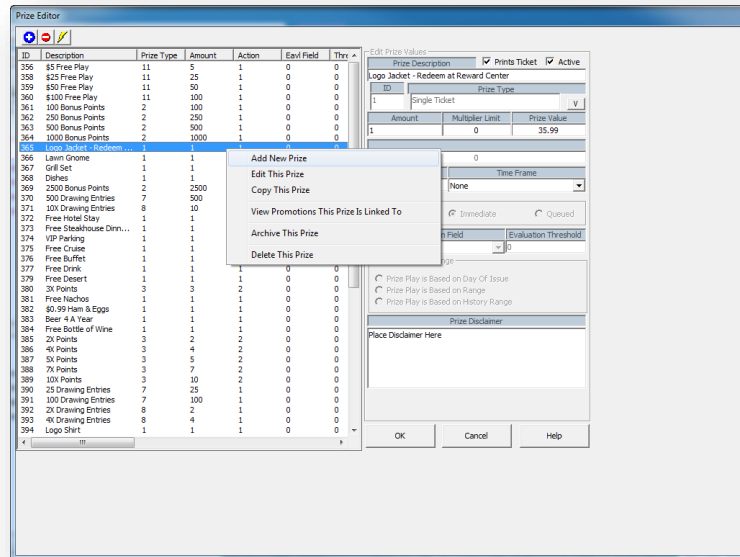 Prize Editor
ID Description Prize Type Amount Action Eavl Field Thre
356 $5 Free Play 11 5 1 0 0
358 $25 Free Play 11 25 1 0 0
359 $50 Free Play 11 50 1 0 0
360 $100 Free Play 11 100 1 0 0
361 100 Bonus Points 2 100 1 0 0
362 250 Bonus Points 2 250 1 0 0
363 500 Bonus Points 2 500 1 0 0
364 1000 Bonus Points 2 1000 1 0 0
365 Logo Jacket - Redeem ... 1 1 1 0 0
366 Lawn Gnome 1 1
367 Grill Set 1 1
368 Dishes 1 1
369 2500 Bonus Points 2 2500
370 500 Drawing Entries 7 500
371 10X Drawing Entries 8 10
372 Free Hotel Stay 1 1
373 Free Steakhouse Dinn... 1 1
374 VIP Parking 1 1
375 Free Cruise 1 1
376 Free Buffet 1 1
377 Free Drink 1 1 1 0 0
379 Free Desert 1 1 1 0 0
380 3X Points 3 3 2 0 0
381 Free Nachos 1 1 1 0 0
382 $0.99 Ham & Eggs 1 1 1 0 0
383 Beer 4 A Year 1 1 1 0 0
384 Free Bottle of Wine 1 1 1 0 0
385 2X Points 3 2 2 0 0
386 4X Points 3 4 2 0 0
387 5X Points 3 5 2 0 0
388 7X Points 3 7 2 0 0
389 10X Points 3 10 2 0 0
390 25 Drawing Entries 7 25 1 0 0
391 100 Drawing Entries 7 100 1 0 0
392 2X Drawing Entries 8 2 1 0 0
393 4X Drawing Entries 8 4 1 0 0
394 Logo Shirt 1 1 1 0 0
Add New Prize
Edit This Prize
Copy This Prize
View Promotions This Prize Is Linked To
Archive This Prize
Delete This Prize
Edit Prize Values
Prize Description Prints Ticket Active
Logo Jacket - Redeem at Reward Center
ID Prize Type
1 Single Ticket V
Amount Multiplier Limit Prize Value
1 0 35.99
0
Time Frame
None
Immediate Queued
n Field Evaluation Threshold
0
nge
Prize Play is Based on Day Of Issue
Prize Play is Based on Range
Prize Play is Based on History Range
Prize Disclaimer
Place Disclaimer Here
OK Cancel Help